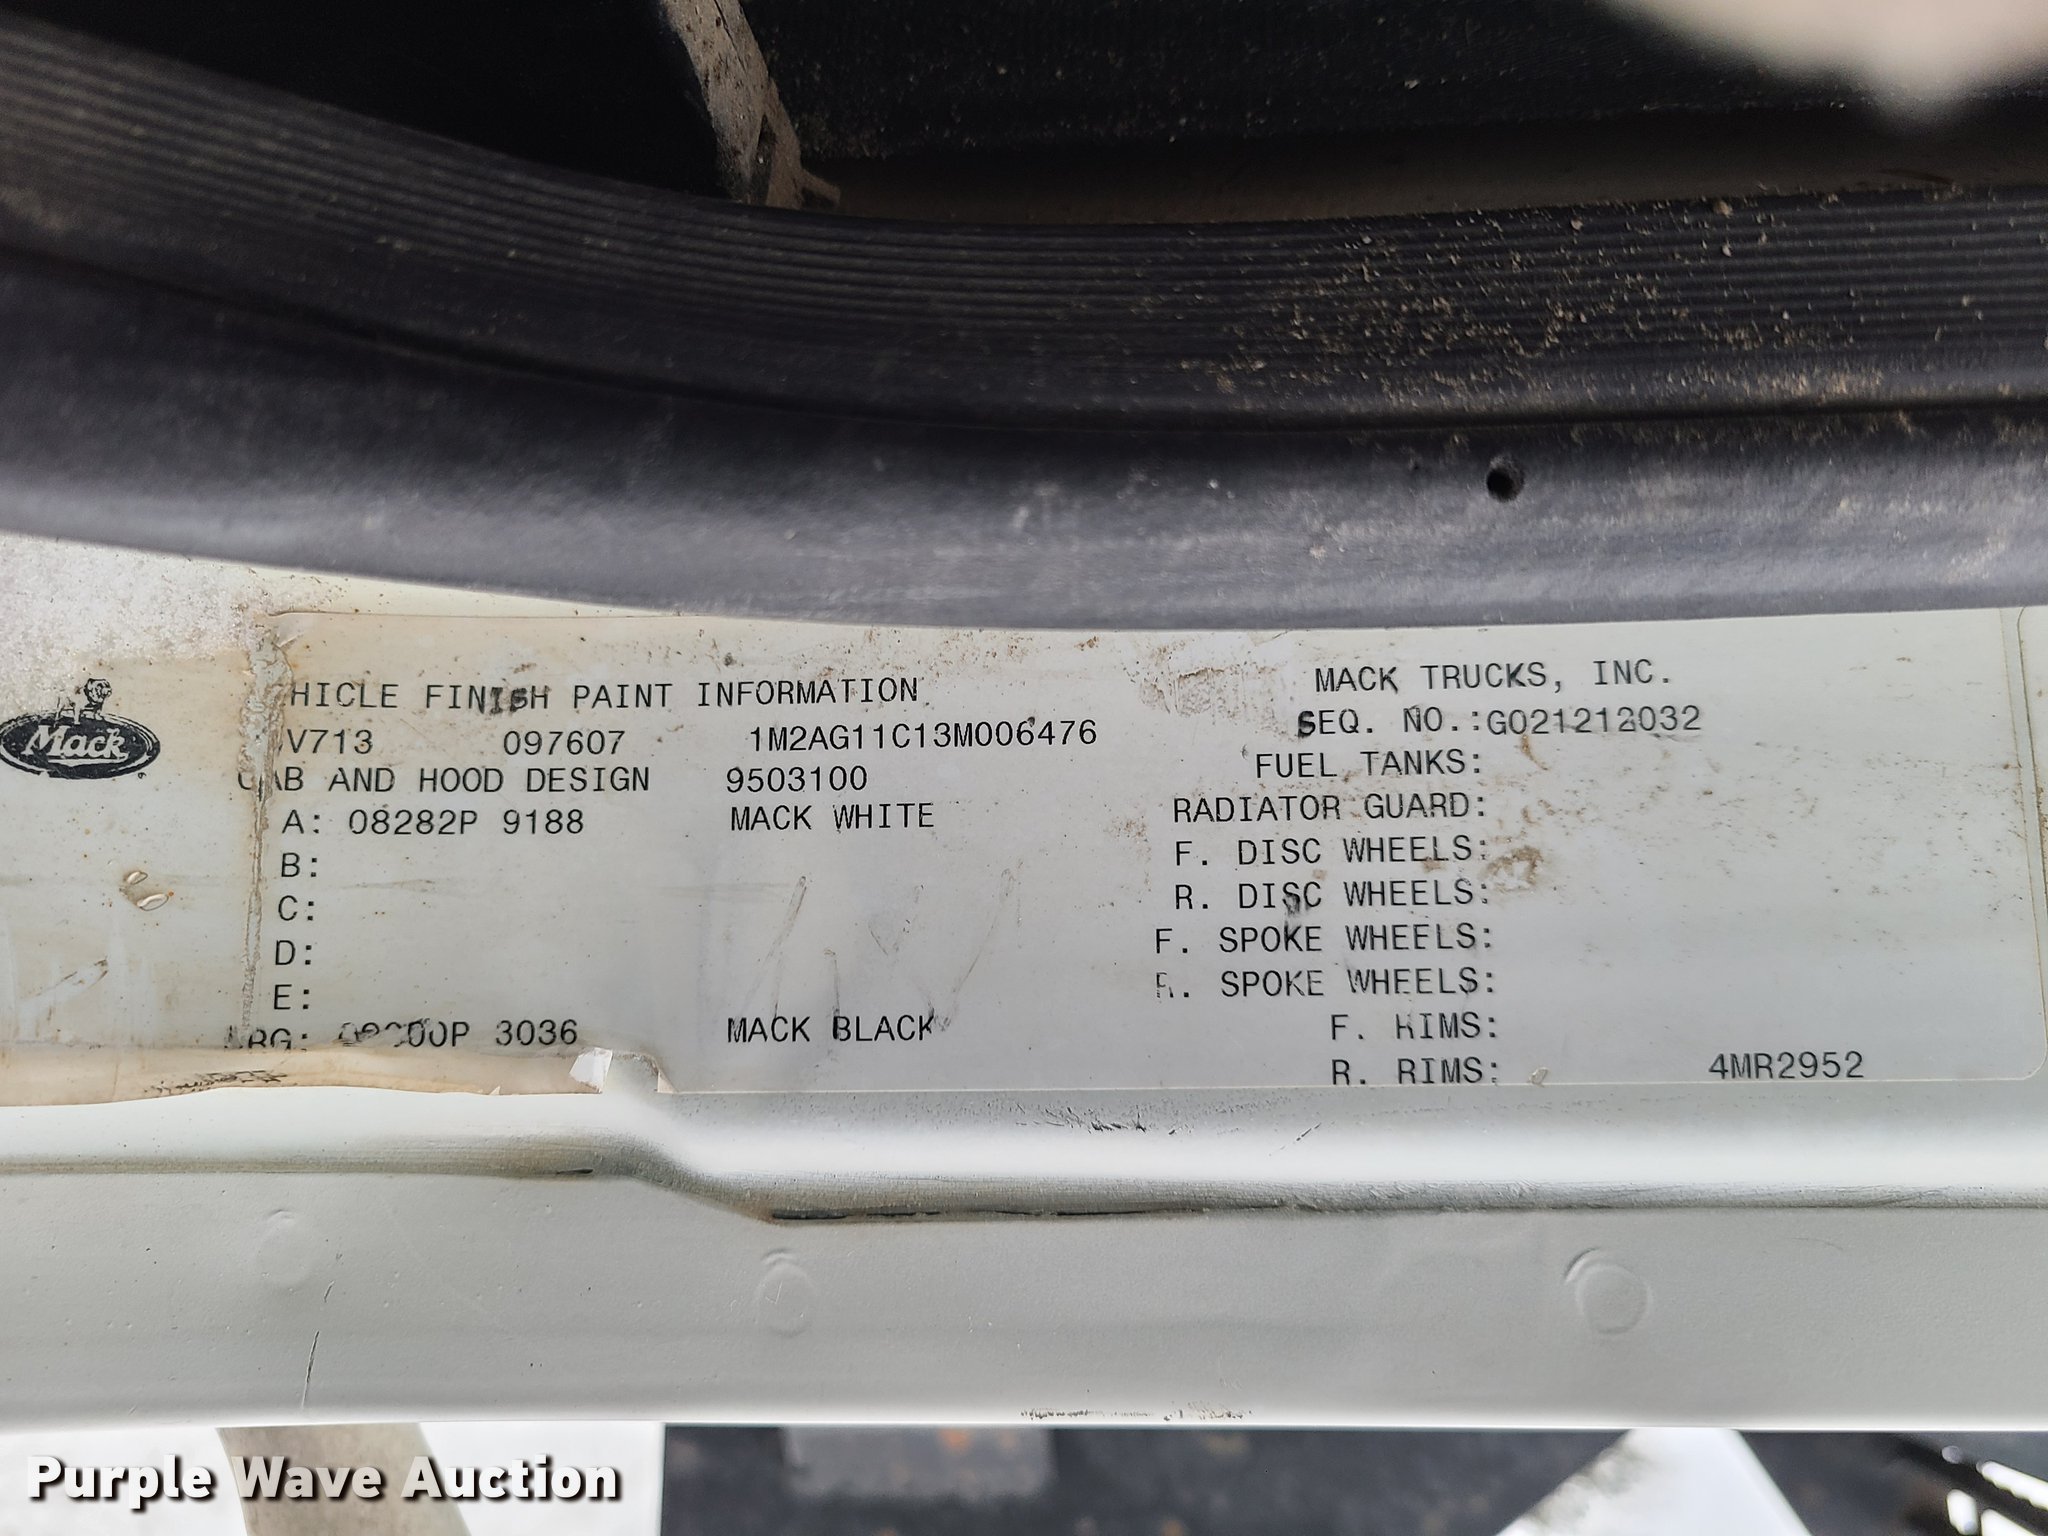 Mack
HICLE FINISH PAINT INFORMATION
V713 097607 1M2AG11C13M006476
CAB AND HOOD DESIGN 9503100
A: 08282P 9188 MACK WHITE
B:
C:
D:
E:
3036 MACK BLACK
MACK TRUCKS, INC.
SEQ. NO.:G021213032
FUEL TANKS:
RADIATOR GUARD:
F. DISC WHEELS:
R. DISC WHEELS:
F. SPOKE WHEELS:
R. SPOKE WHEELS:
F. RIMS:
R. RIMS: 4MR2952
Purple Wave Auction